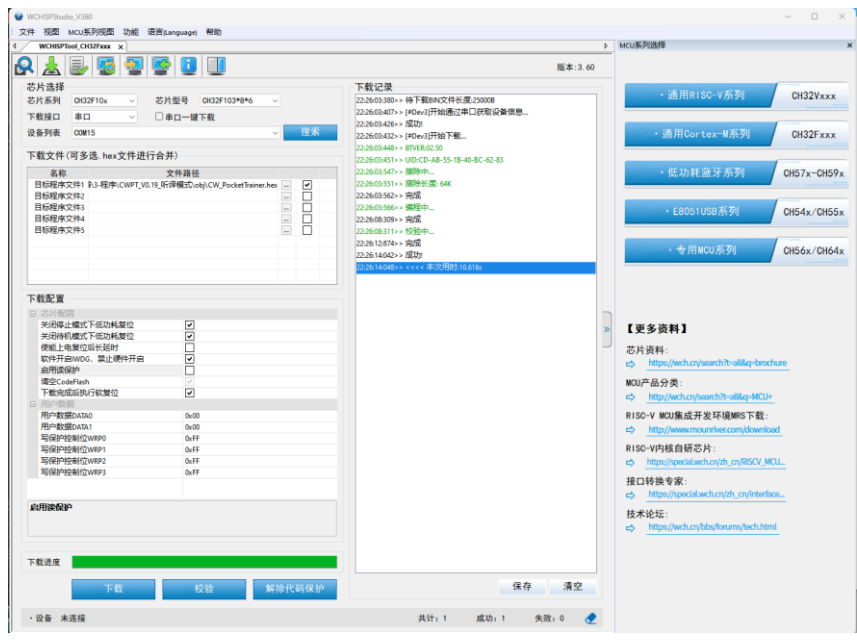 WCHISPStudio_V360
文件 视图 MCU系列视图 功能 语言(Language) 帮助
WCHISPTool_CH32Fxxx x
MCU系列选择
版本:3.60
芯片选择
芯片系列 CH32F10x 芯片型号 CH32F103*8*6
下载接口 串口 串口一键下载
设备列表 COM15 搜索
下载文件(可多选.hex文件进行合并)
名称 文件路径
目标程序文件1 \3-程序\CWPT_V0.19_听译模式\obj\CW_PocketTrainer.hex ...
目标程序文件2 ...
目标程序文件3 ...
目标程序文件4 ...
目标程序文件5 ...
下载配置
芯片配置
关闭停止模式下低功耗复位
关闭待机模式下低功耗复位
使能上电复位后长延时
软件开启IWDG、禁止硬件开启
启用读保护
清空CodeFlash
下载完成后执行软复位
用户数据
用户数据DATA0 0x00
用户数据DATA1 0x00
写保护控制位WRP0 0xFF
写保护控制位WRP1 0xFF
写保护控制位WRP2 0xFF
写保护控制位WRP3 0xFF
启用读保护
下载进度
下载 校验 解除代码保护
·设备 未连接
下载记录
22:26:03:380>> 待下载BIN文件长度:25000B
22:26:03:407>> [#Dev3]开始通过串口获取设备信息...
22:26:03:426>> 成功!
22:26:03:432>> [#Dev3]开始下载...
22:26:03:448>> BTVER:02.50
22:26:03:451>> UID:CD-AB-55-1B-40-BC-62-83
22:26:03:547>> 擦除中...
22:26:03:551>> 擦除长度: 64K
22:26:03:562>> 完成
22:26:03:566>> 编程中...
22:26:08:309>> 完成
22:26:08:311>> 校验中...
22:26:12:874>> 完成
22:26:14:042>> 成功!
22:26:14:048>> <<<< 本次用时:10.616s
保存 清空
共计:1 成功:1 失败:0
·通用RISC-V系列 CH32Vxxx
·通用Cortex-M系列 CH32Fxxx
·低功耗蓝牙系列 CH57x-CH59x
·E8051USB系列 CH54x/CH55x
·专用MCU系列 CH56x/CH64x
【更多资料】
芯片资料:
https://wch.cn/search?t=all&q=brochure
MCU产品分类:
http://wch.cn/search?t=all&q=MCU+
RISC-V MCU集成开发环境MRS下载:
http://www.mounriver.com/download
RISC-V内核自研芯片:
https://special.wch.cn/zh_cn/RISCV_MCU...
接口转换专家:
https://special.wch.cn/zh_cn/interface...
技术论坛:
https://wch.cn/bbs/forums/tech.html